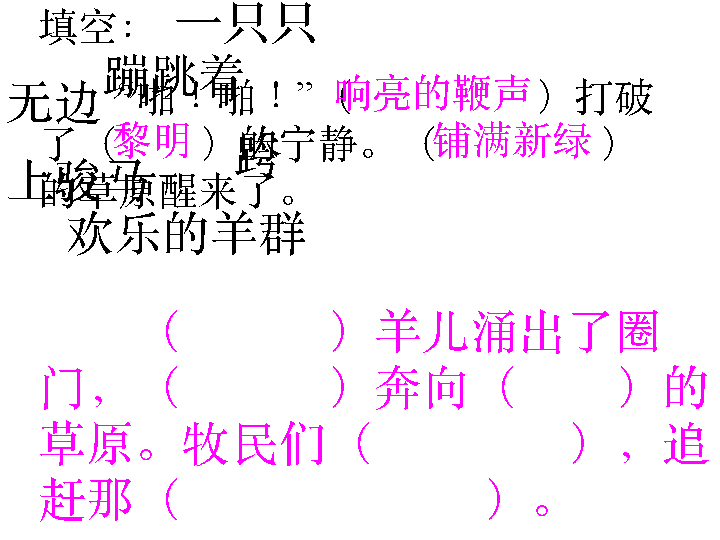 填空： 一只只
蹦跳着
无边
“啪！啪！”（响亮的鞭声）打破
了（黎明）的宁静。（铺满新绿）
跨
上骏马
的草原醒来了。
欢乐的羊群
（ ）羊儿涌出了圈
门，（ ）奔向（ ）的
草原。牧民们（ ），追
赶那（ ）。